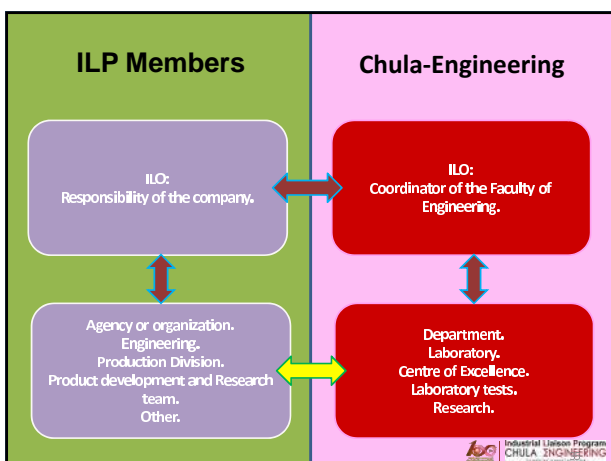 ILP Members
Chula-Engineering
ILO:
Responsibility of the company.
ILO:
Coordinator of the Faculty of
Engineering.
Agency or organization.
Engineering.
Production Division.
Product development and Research
team.
Other.
Department.
Laboratory.
Centre of Excellence.
Laboratory tests.
Research.
Industrial Liaison Program
CHULA ΣNGINEERING